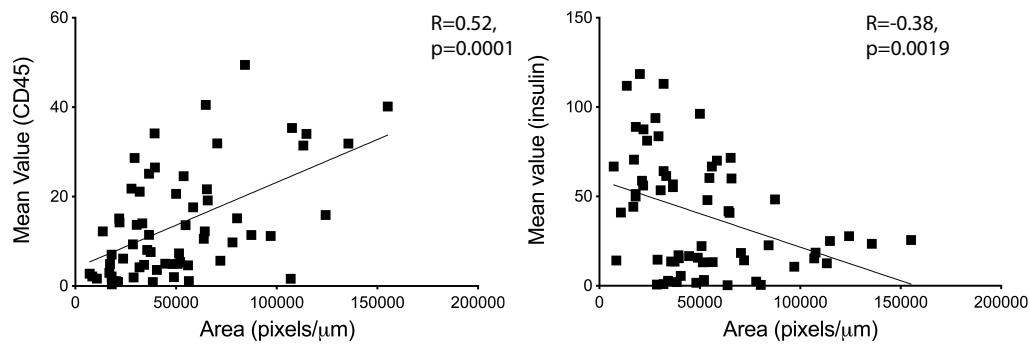 60
40
20
0
0
50000
100000
150000
200000
Mean Value (CD45)
Area (pixels/μm)
R=0.52,
p=0.0001
150
100
50
0
0
50000
100000
150000
200000
Mean value (insulin)
Area (pixels/μm)
R=-0.38,
p=0.0019